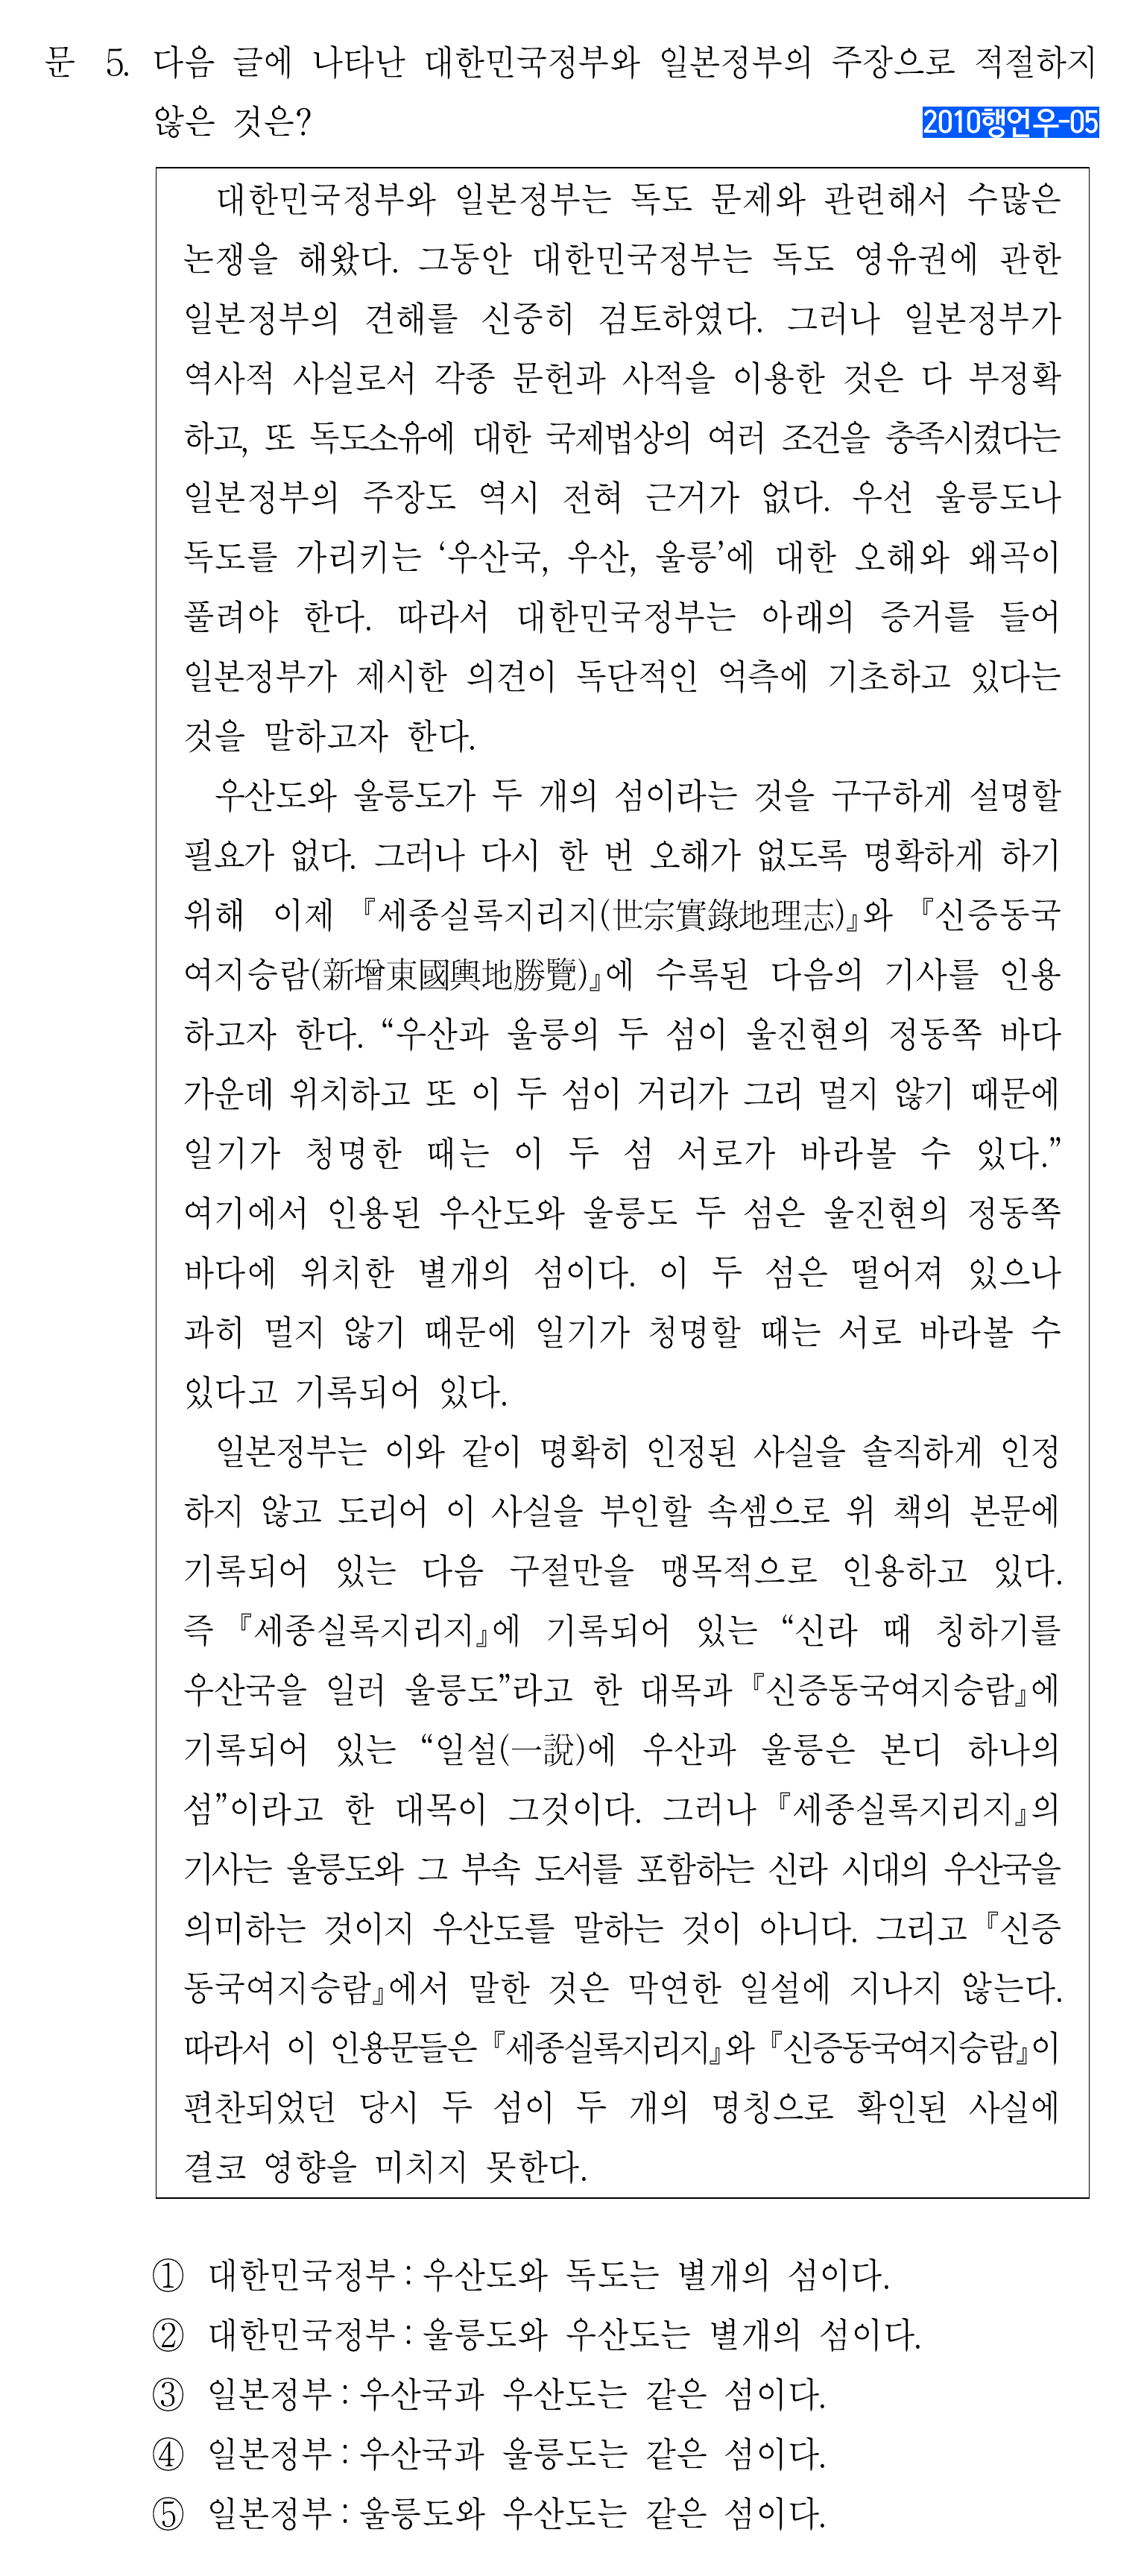 문 5. 다음 글에 나타난 대한민국정부와 일본정부의 주장으로 적절하지
않은 것은?
2010행언우-05
대한민국정부와 일본정부는 독도 문제와 관련해서 수많은
논쟁을 해왔다. 그동안 대한민국정부는 독도 영유권에 관한
일본정부의 견해를 신중히 검토하였다. 그러나 일본정부가
역사적 사실로서 각종 문헌과 사적을 이용한 것은 다 부정확
하고, 또 독도소유에 대한 국제법상의 여러 조건을 충족시켰다는
일본정부의 주장도 역시 전혀 근거가 없다. 우선 울릉도나
독도를 가리키는 ‘우산국, 우산, 울릉’에 대한 오해와 왜곡이
풀려야 한다. 따라서 대한민국정부는 아래의 증거를 들어
일본정부가 제시한 의견이 독단적인 억측에 기초하고 있다는
것을 말하고자 한다.
우산도와 울릉도가 두 개의 섬이라는 것을 구구하게 설명할
필요가 없다. 그러나 다시 한 번 오해가 없도록 명확하게 하기
위해 이제 『세종실록지리지(世宗實錄地理志)』와 『신증동국
여지승람(新增東國輿地勝覽)』에 수록된 다음의 기사를 인용
하고자 한다. “우산과 울릉의 두 섬이 울진현의 정동쪽 바다
가운데 위치하고 또 이 두 섬이 거리가 그리 멀지 않기 때문에
일기가 청명한 때는 이 두 섬 서로가 바라볼 수 있다.”
여기에서 인용된 우산도와 울릉도 두 섬은 울진현의 정동쪽
바다에 위치한 별개의 섬이다. 이 두 섬은 떨어져 있으나
과히 멀지 않기 때문에 일기가 청명할 때는 서로 바라볼 수
있다고 기록되어 있다.
일본정부는 이와 같이 명확히 인정된 사실을 솔직하게 인정
하지 않고 도리어 이 사실을 부인할 속셈으로 위 책의 본문에
기록되어 있는 다음 구절만을 맹목적으로 인용하고 있다.
즉 『세종실록지리지』에 기록되어 있는 “신라 때 칭하기를
우산국을 일러 울릉도”라고 한 대목과 『신증동국여지승람』에
기록되어 있는 “일설(一說)에 우산과 울릉은 본디 하나의
섬”이라고 한 대목이 그것이다. 그러나 『세종실록지리지』의
기사는 울릉도와 그 부속 도서를 포함하는 신라 시대의 우산국을
의미하는 것이지 우산도를 말하는 것이 아니다. 그리고 『신증
동국여지승람』에서 말한 것은 막연한 일설에 지나지 않는다.
따라서 이 인용문들은 『세종실록지리지』와 『신증동국여지승람』이
편찬되었던 당시 두 섬이 두 개의 명칭으로 확인된 사실에
결코 영향을 미치지 못한다.
① 대한민국정부 : 우산도와 독도는 별개의 섬이다.
② 대한민국정부 : 울릉도와 우산도는 별개의 섬이다.
③ 일본정부 : 우산국과 우산도는 같은 섬이다.
④ 일본정부 : 우산국과 울릉도는 같은 섬이다.
⑤ 일본정부 : 울릉도와 우산도는 같은 섬이다.